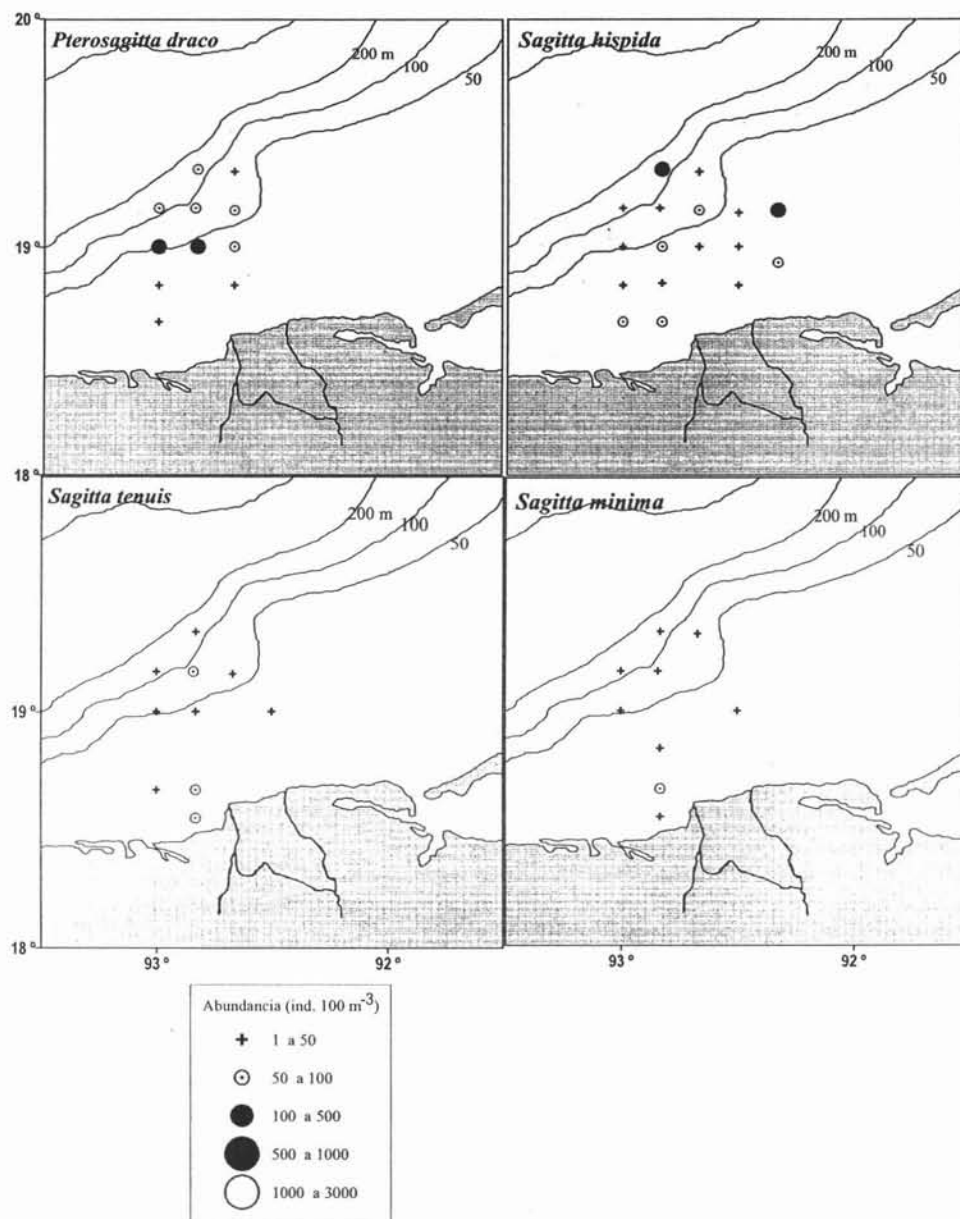 20°
Pterosagitta draco
200 m
100
50
Sagitta hispida
200 m
100
50
19°
18°
Sagitta tenuis
200 m
100
50
Sagitta minima
200 m
100
50
19°
18°
93°
92°
93°
92°
Abundancia (ind. 100 m⁻³)
1 a 50
50 a 100
100 a 500
500 a 1000
1000 a 3000